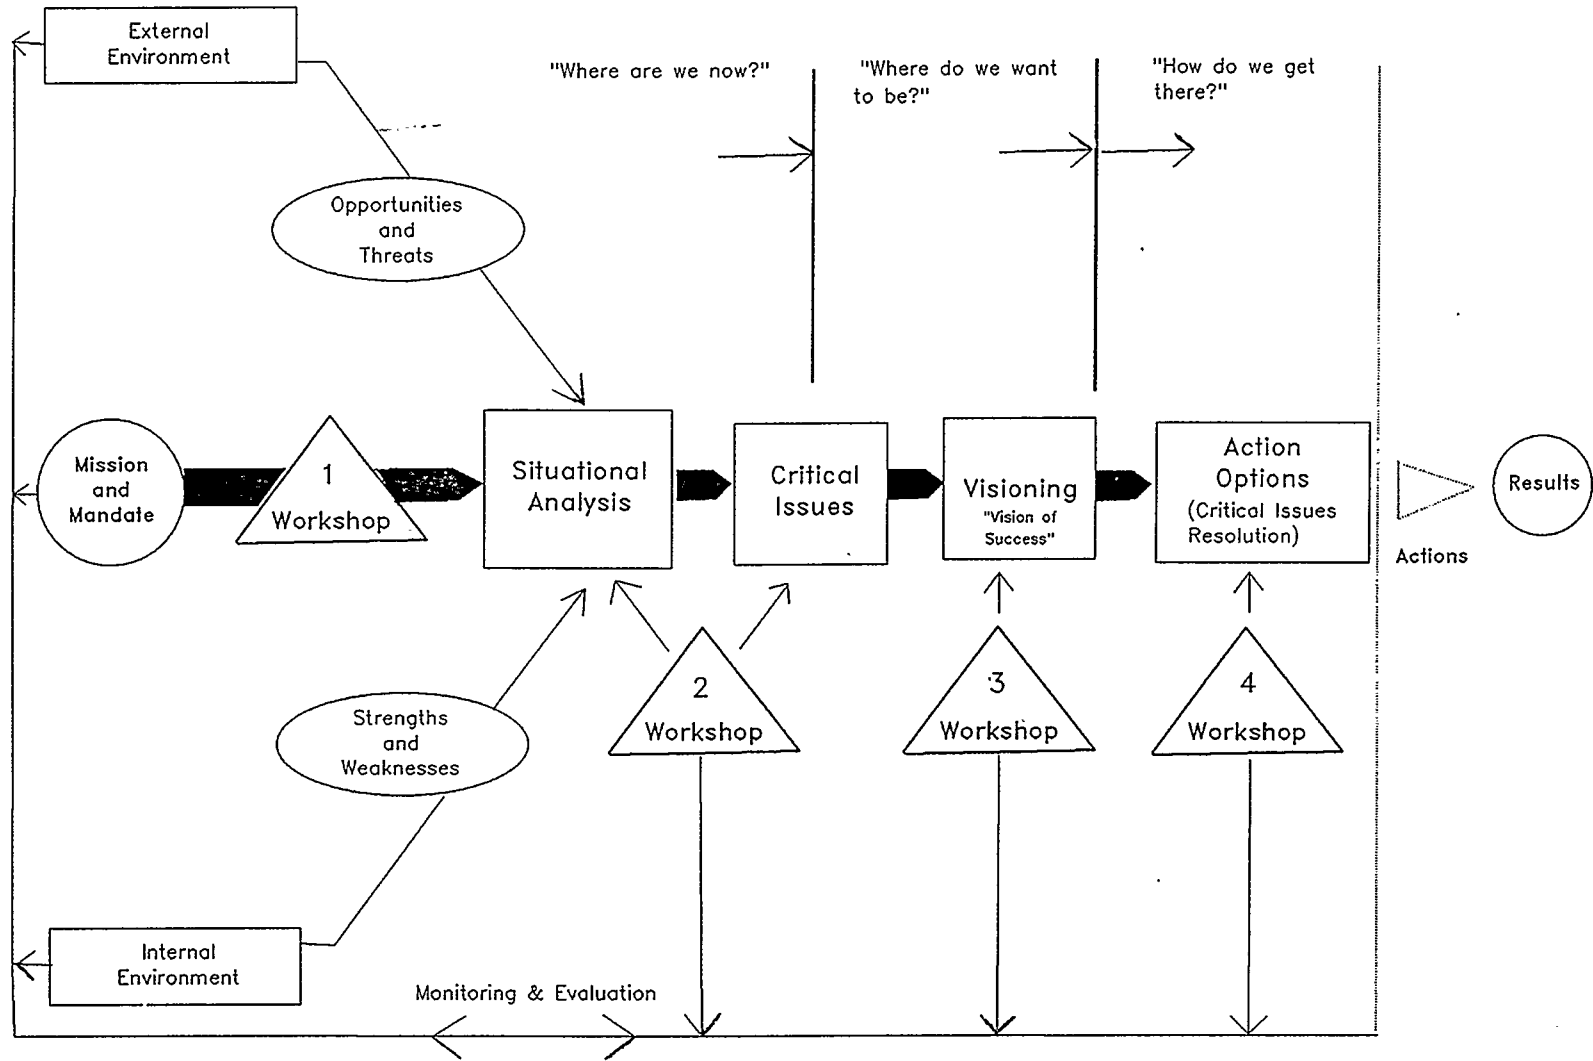 External
Environment
"Where are we now?"
"Where do we want
to be?"
"How do we get
there?"
Opportunities
and
Threats
Mission
and
Mandate
1
Workshop
Situational
Analysis
Critical
Issues
Visioning
"Vision of
Success"
Action
Options
(Critical Issues
Resolution)
Actions
Results
Strengths
and
Weaknesses
2
Workshop
3
Workshop
4
Workshop
Internal
Environment
Monitoring & Evaluation